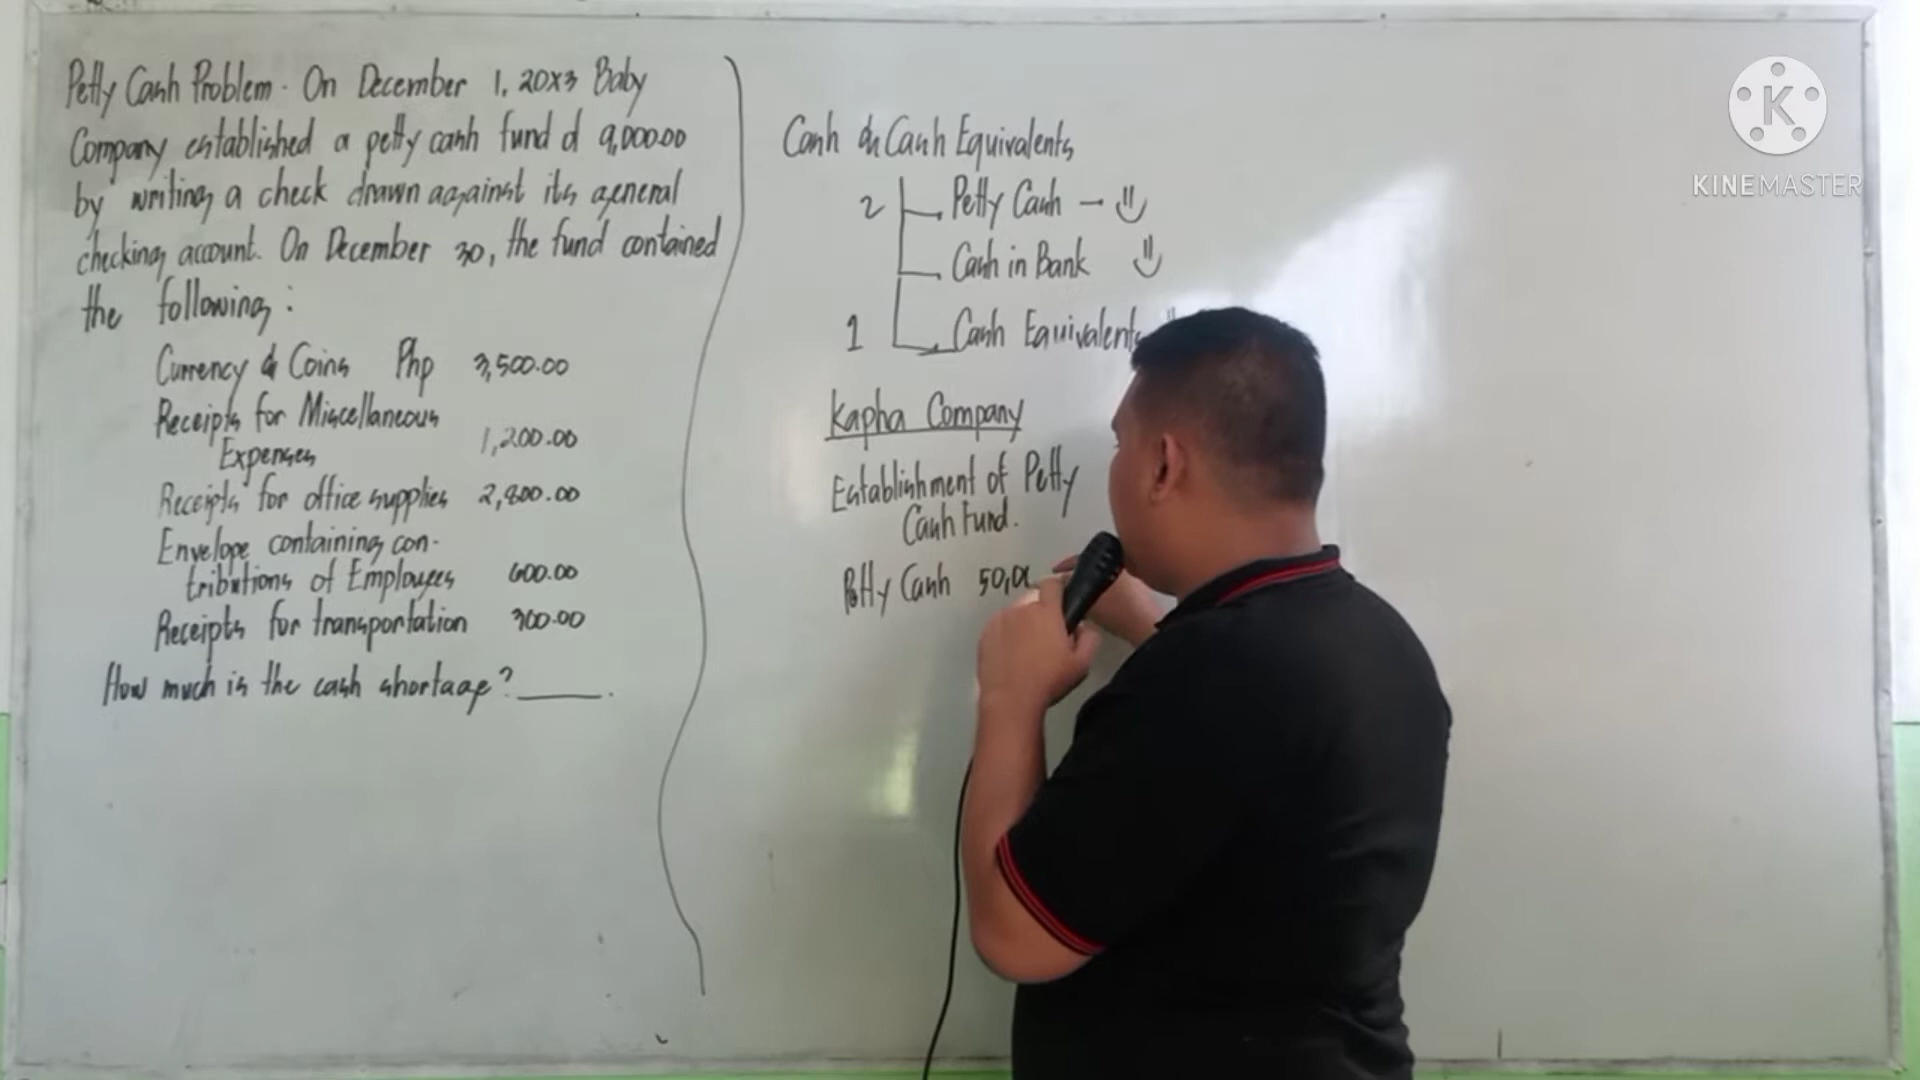 Petty Cash Problem - On December 1, 20x3 Baby
Company established a petty cash fund of 9,000.00
by writing a check drawn against its general
checking account. On December 30, the fund contained
the following:
Currency & Coins Php 3,500.00
Receipts for Miscellaneous
Expenses 1,200.00
Receipts for office supplies 2,800.00
Envelope containing con-
tributions of Employees 600.00
Receipts for transportation 300.00
How much is the cash shortage? ______.
Cash & Cash Equivalents
2 Petty Cash -
Cash in Bank
1 Cash Equivalents
Kapha Company
Establishment of Petty
Cash Fund.
Petty Cash 50,0
K
KINEMASTER